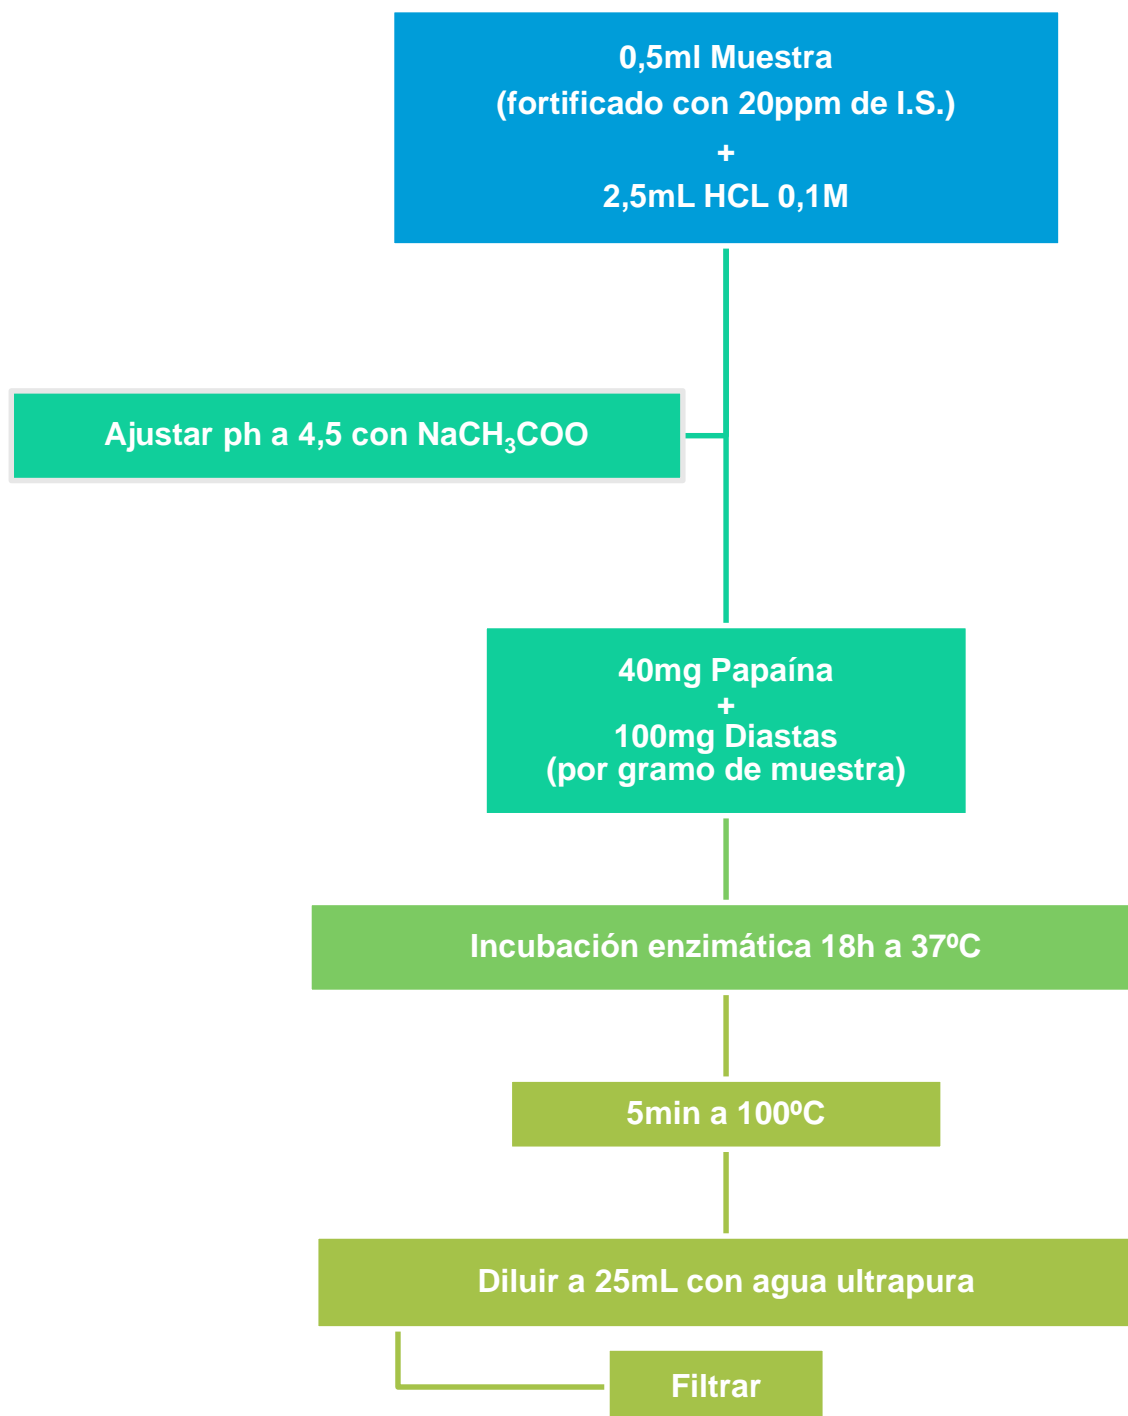 0,5ml Muestra
(fortificado con 20ppm de I.S.)
+
2,5mL HCL 0,1M
Ajustar ph a 4,5 con NaCH₃COO
40mg Papaína
+
100mg Diastas
(por gramo de muestra)
Incubación enzimática 18h a 37ºC
5min a 100ºC
Diluir a 25mL con agua ultrapura
Filtrar